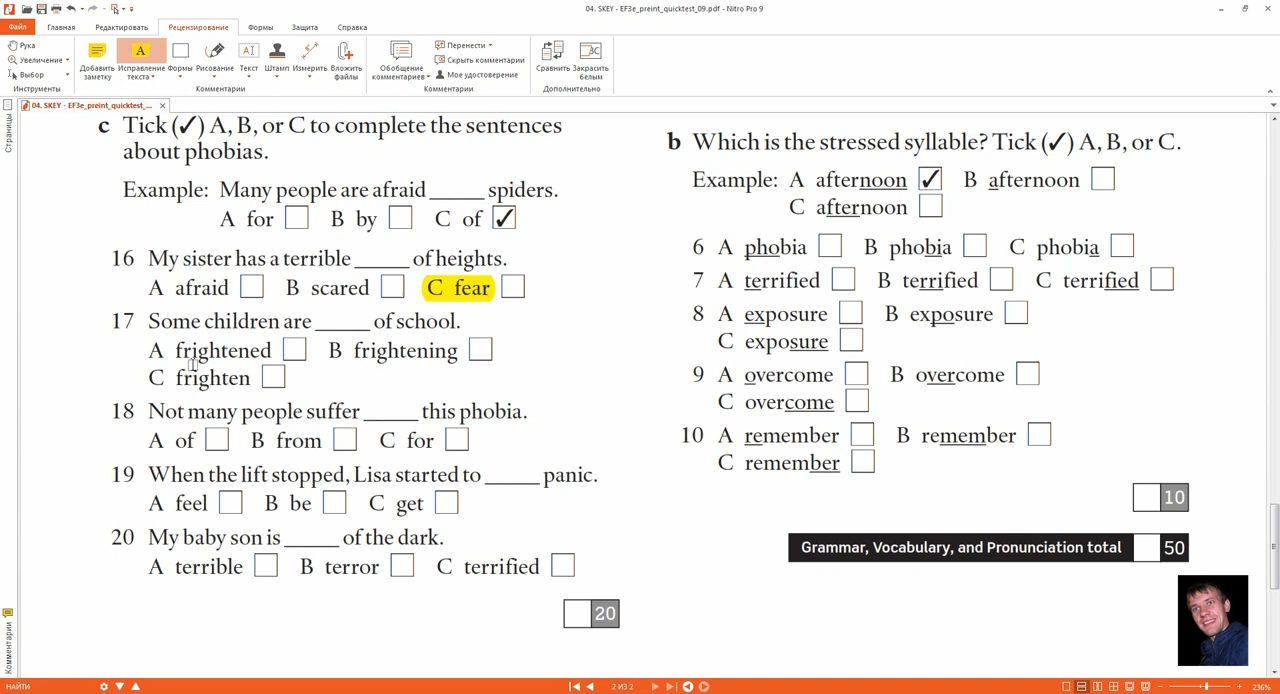 04. SKEY - EF3e_preint_quicktest_09.pdf - Nitro Pro 9
Файл Главная Редактировать Рецензирование Формы Защита Справка
Рука
Увеличение
Выбор
Инструменты
Добавить заметку
Исправление текста
Формы
Рисование
Текст
Штамп
Измерить
Вложить файлы
Комментарии
Обобщение комментариев
Перенести
Скрыть комментарии
Мое удостоверение
Комментарии
Сравнить
Закрасить белым
Дополнительно
04. SKEY - EF3e_preint_quicktest_...
Страницы
c Tick (✓) A, B, or C to complete the sentences
about phobias.
Example: Many people are afraid _____ spiders.
A for B by C of ✓
16 My sister has a terrible _____ of heights.
A afraid B scared C fear
17 Some children are _____ of school.
A frightened B frightening
C frighten
18 Not many people suffer _____ this phobia.
A of B from C for
19 When the lift stopped, Lisa started to _____ panic.
A feel B be C get
20 My baby son is _____ of the dark.
A terrible B terror C terrified
20
b Which is the stressed syllable? Tick (✓) A, B, or C.
Example: A afternoon ✓ B afternoon
C afternoon
6 A phobia B phobia C phobia
7 A terrified B terrified C terrified
8 A exposure B exposure
C exposure
9 A overcome B overcome
C overcome
10 A remember B remember
C remember
10
Grammar, Vocabulary, and Pronunciation total 50
Комментарии
НАЙТИ
2 ИЗ 2
236%